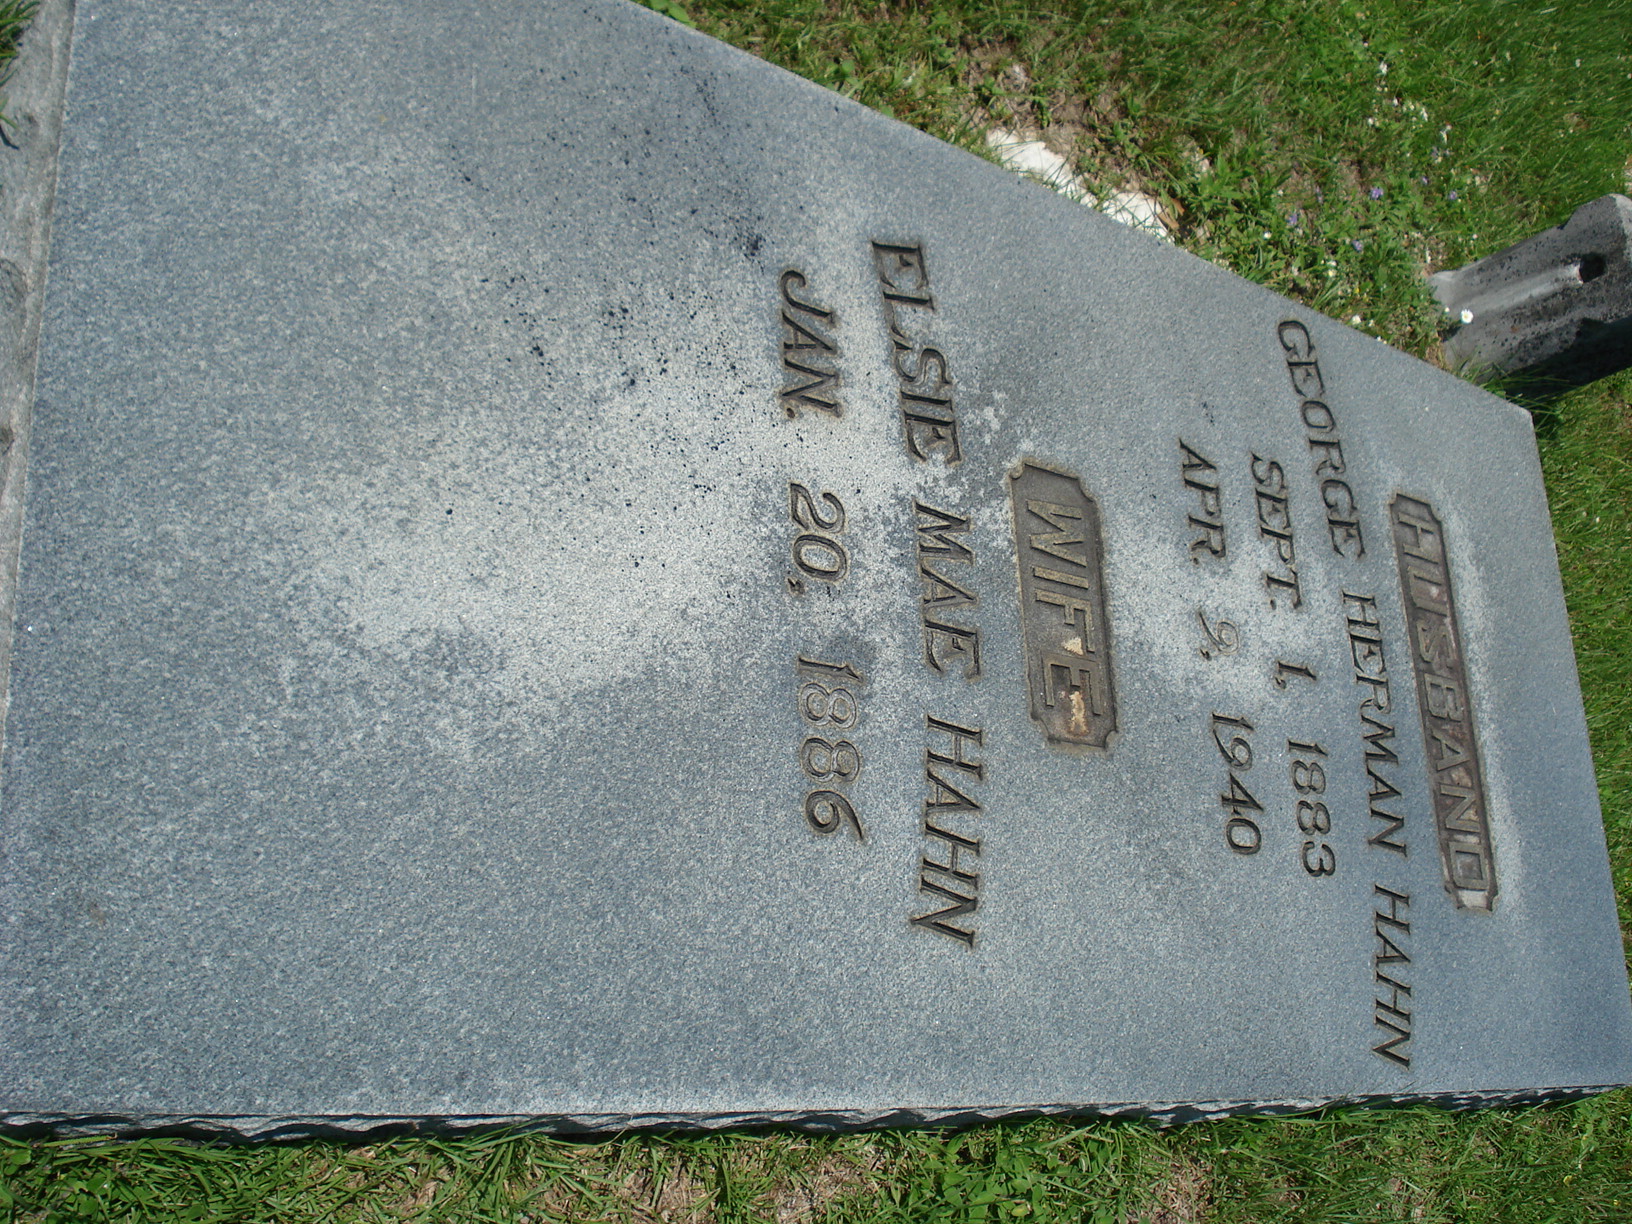 HUSBAND
GEORGE HERMAN HAHN
SEPT. 1, 1883
APR. 9, 1940
WIFE
ELSIE MAE HAHN
JAN. 20, 1886